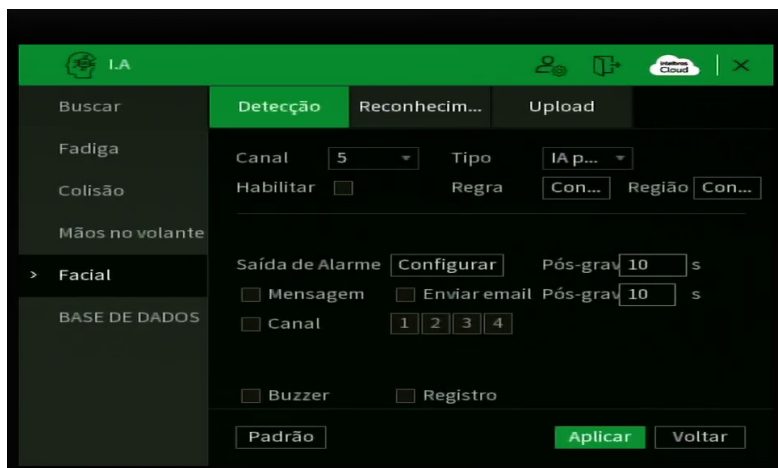 I.A
intelbras Cloud
Buscar
Fadiga
Colisão
Mãos no volante
> Facial
BASE DE DADOS
Detecção Reconhecim... Upload
Canal 5 Tipo IA p...
Habilitar Regra Con... Região Con...
Saída de Alarme Configurar Pós-grav 10 s
Mensagem Enviar email Pós-grav 10 s
Canal 1 2 3 4
Buzzer Registro
Padrão Aplicar Voltar